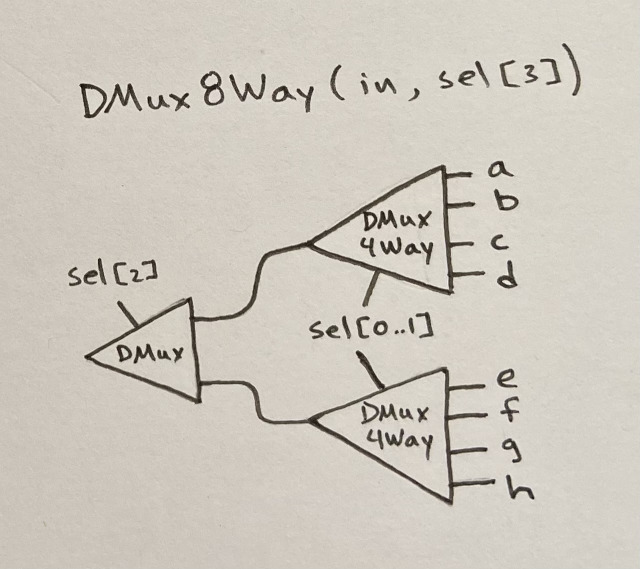 DMux8Way(in, sel[3])
DMux
4Way
a
b
c
d
sel[2]
DMux
sel[0..1]
DMux
4Way
e
f
g
h